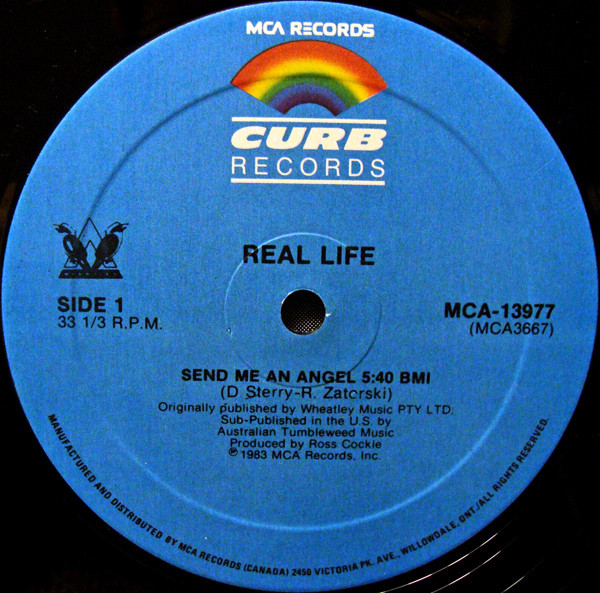 MCA RECORDS
CURB
RECORDS
REAL LIFE
SIDE 1
33 1/3 R.P.M.
MCA-13977
(MCA3667)
SEND ME AN ANGEL 5:40 BMI
(D Sterry-R. Zatorski)
Originally published by Wheatley Music PTY LTD.
Sub-Published in the U.S. by
Australian Tumbleweed Music
Produced by Ross Cockle
℗1983 MCA Records, Inc.
MANUFACTURED AND DISTRIBUTED BY MCA RECORDS (CANADA) 2450 VICTORIA PK. AVE., WILLOWDALE, ONT./ALL RIGHTS RESERVED.